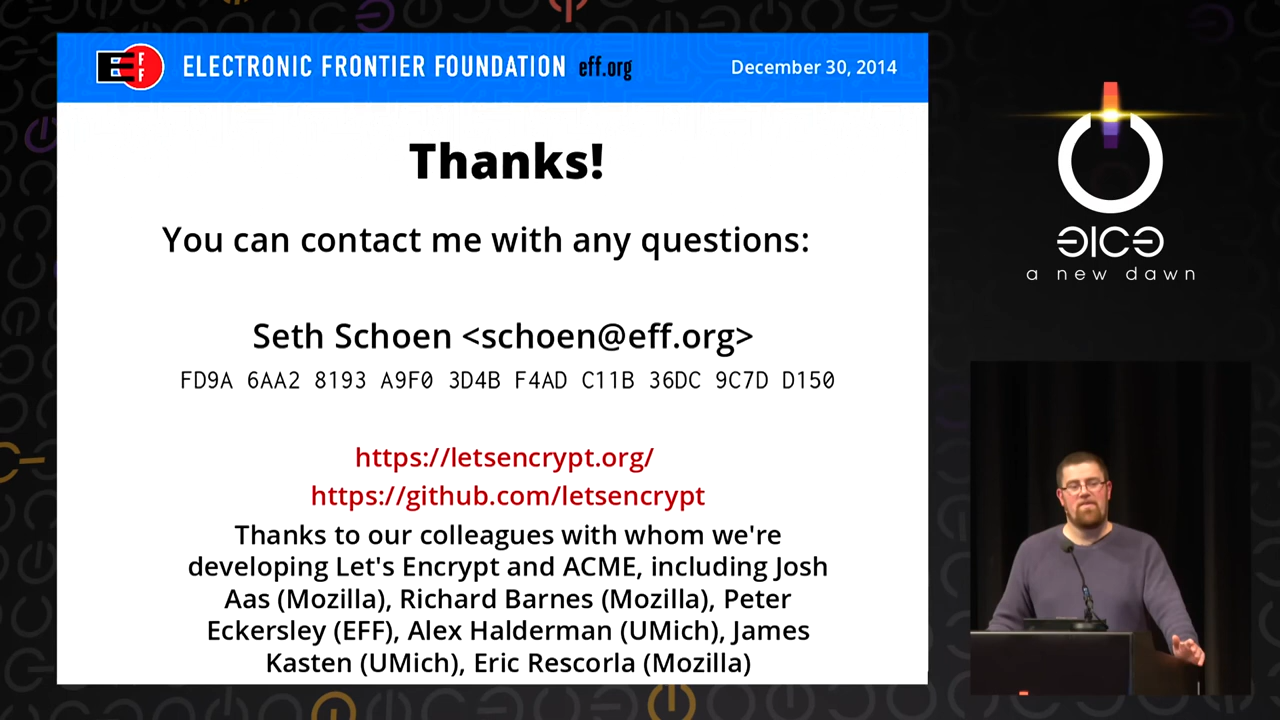 EFF
ELECTRONIC FRONTIER FOUNDATION eff.org
December 30, 2014
Thanks!
You can contact me with any questions:
Seth Schoen <schoen@eff.org>
FD9A 6AA2 8193 A9F0 3D4B F4AD C11B 36DC 9C7D D150
https://letsencrypt.org/
https://github.com/letsencrypt
Thanks to our colleagues with whom we're
developing Let's Encrypt and ACME, including Josh
Aas (Mozilla), Richard Barnes (Mozilla), Peter
Eckersley (EFF), Alex Halderman (UMich), James
Kasten (UMich), Eric Rescorla (Mozilla)
a new dawn